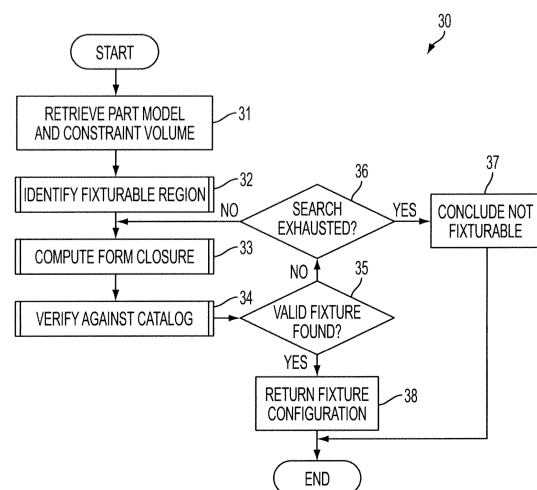 30
START
RETRIEVE PART MODEL
AND CONSTRAINT VOLUME
31
IDENTIFY FIXTURABLE REGION
32
COMPUTE FORM CLOSURE
33
VERIFY AGAINST CATALOG
34
36
SEARCH
EXHAUSTED?
NO
YES
37
CONCLUDE NOT
FIXTURABLE
NO
35
VALID FIXTURE
FOUND?
YES
RETURN FIXTURE
CONFIGURATION
38
END